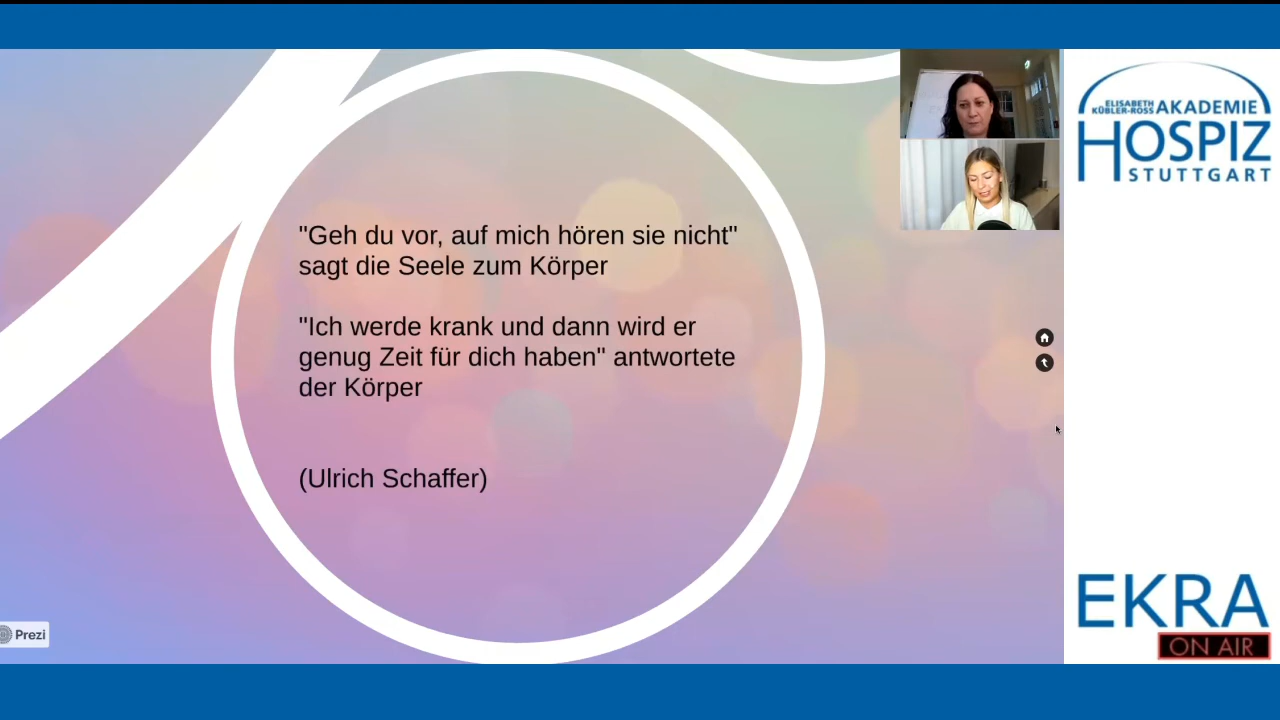 "Geh du vor, auf mich hören sie nicht"
sagt die Seele zum Körper
"Ich werde krank und dann wird er
genug Zeit für dich haben" antwortete
der Körper
(Ulrich Schaffer)
Prezi
ELISABETH
KÜBLER-ROSS AKADEMIE
HOSPIZ
STUTTGART
EKRA
ON AIR